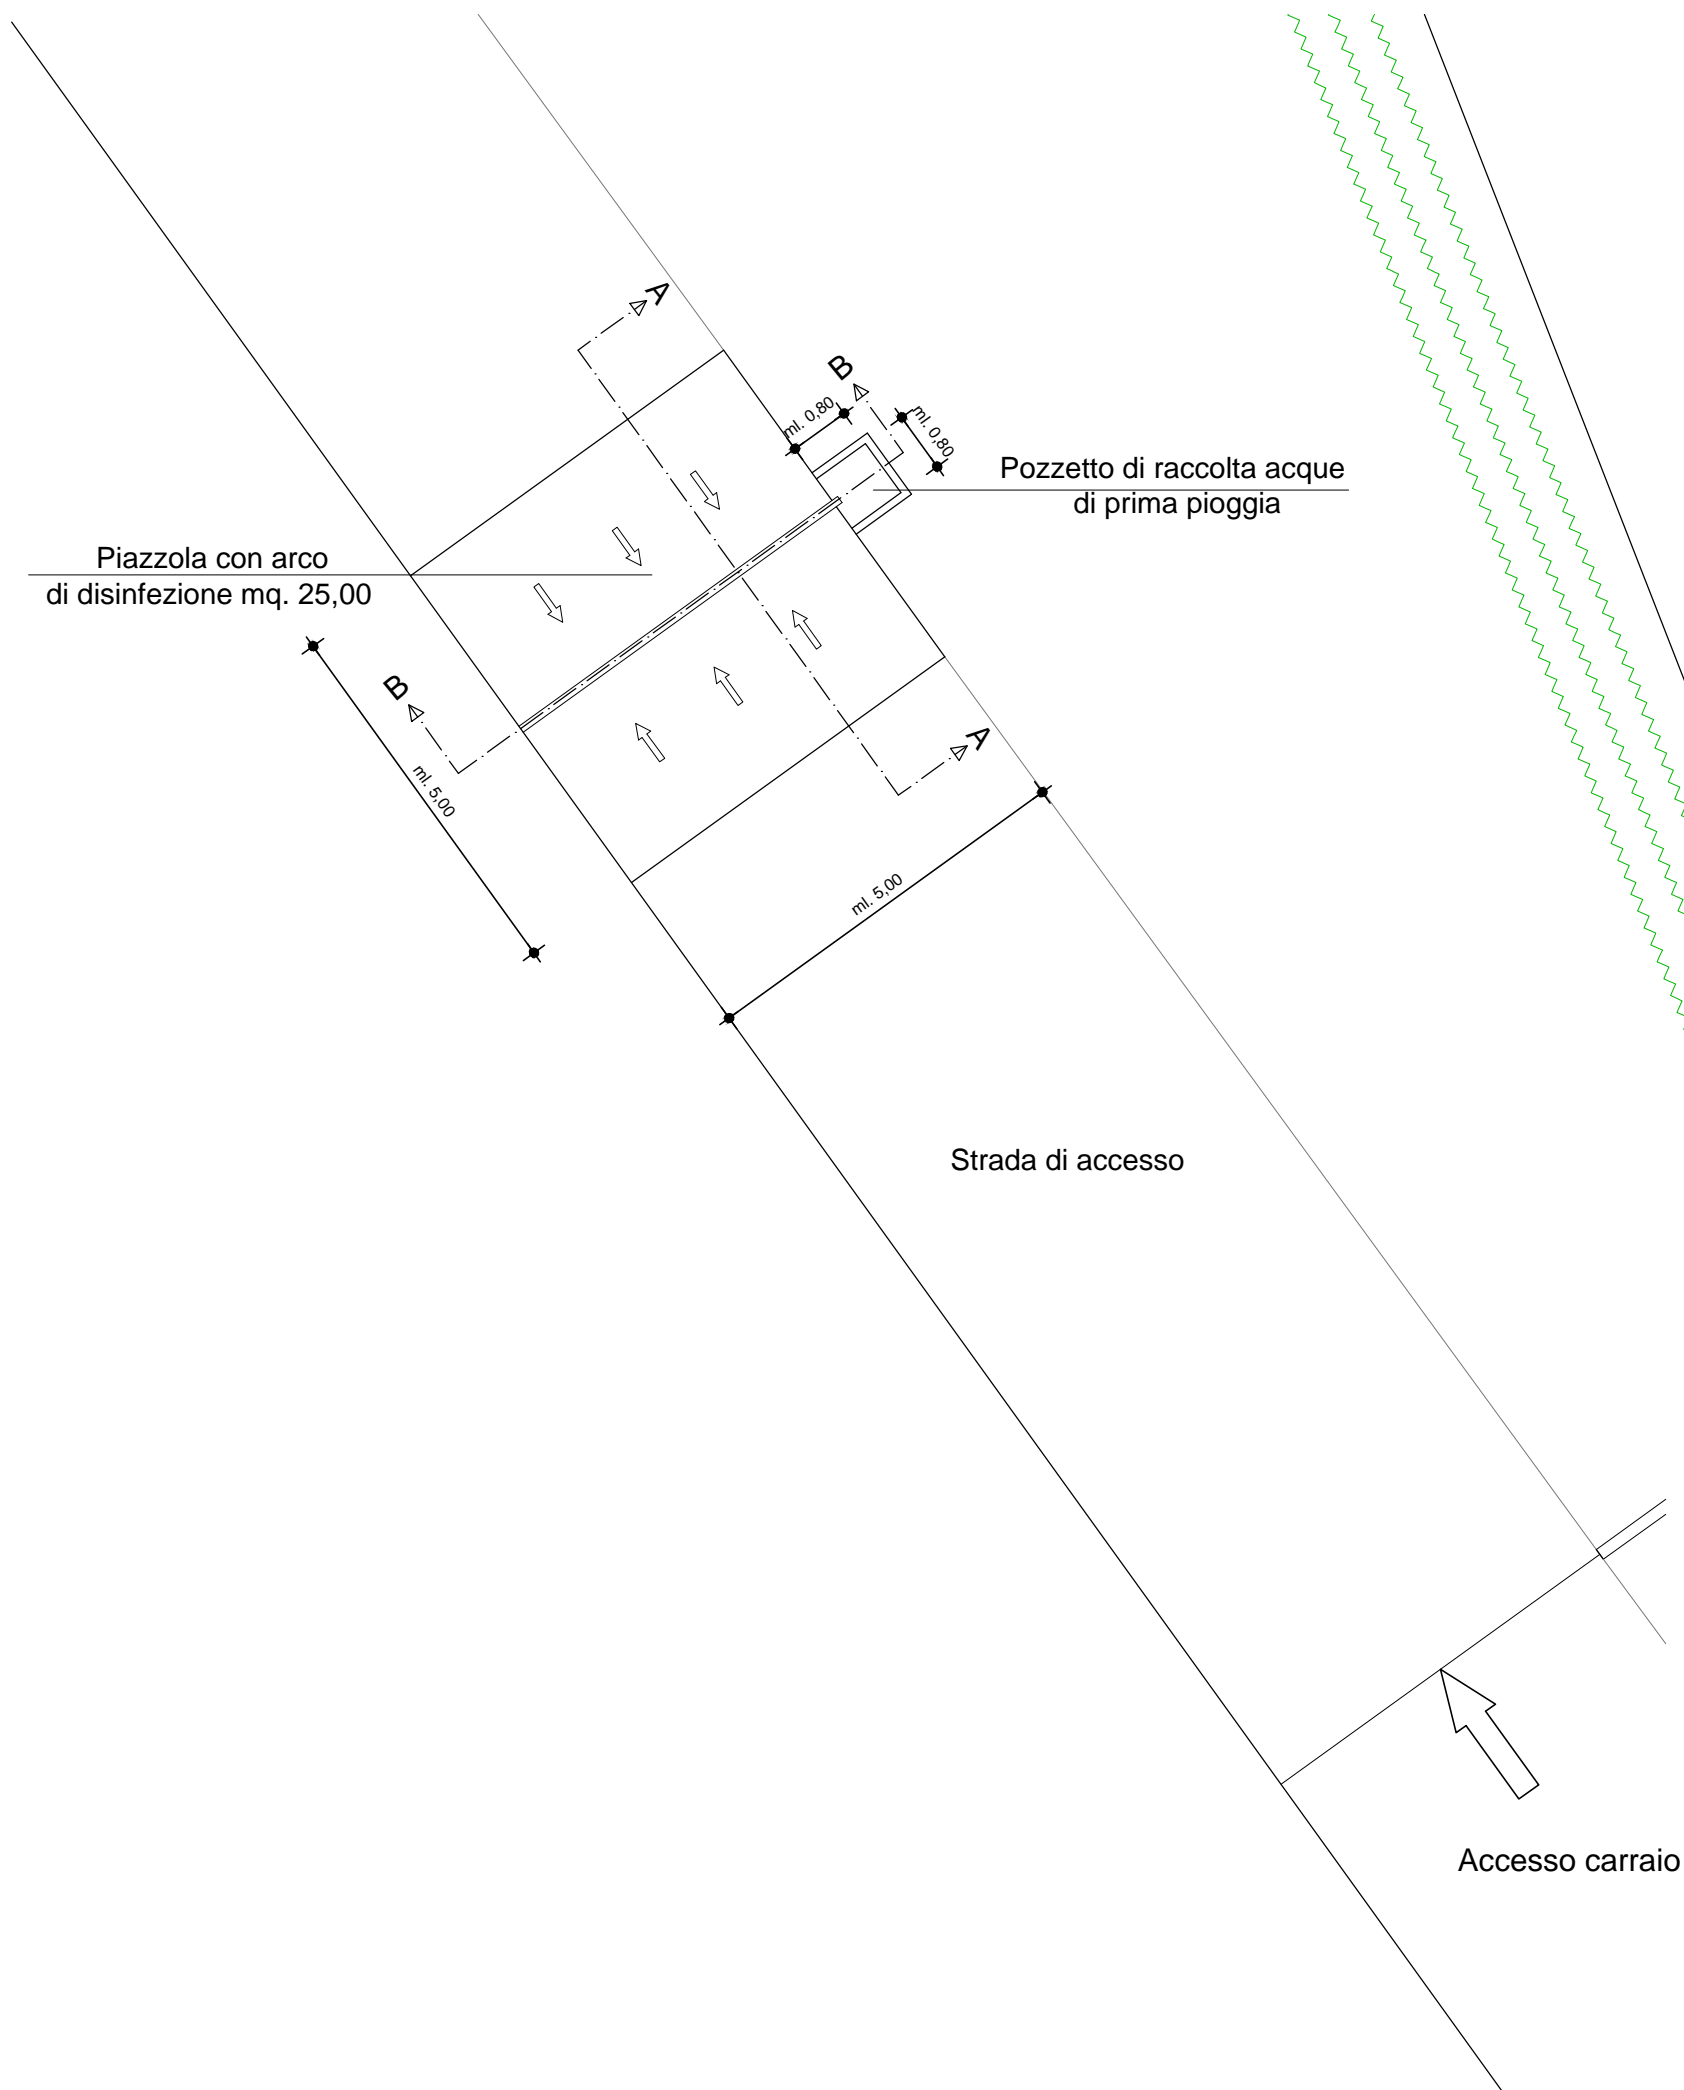 A
B
ml. 0,80
ml. 0,80
Pozzetto di raccolta acque
di prima pioggia
Piazzola con arco
di disinfezione mq. 25,00
B
A
ml. 5,00
ml. 5,00
Strada di accesso
Accesso carraio